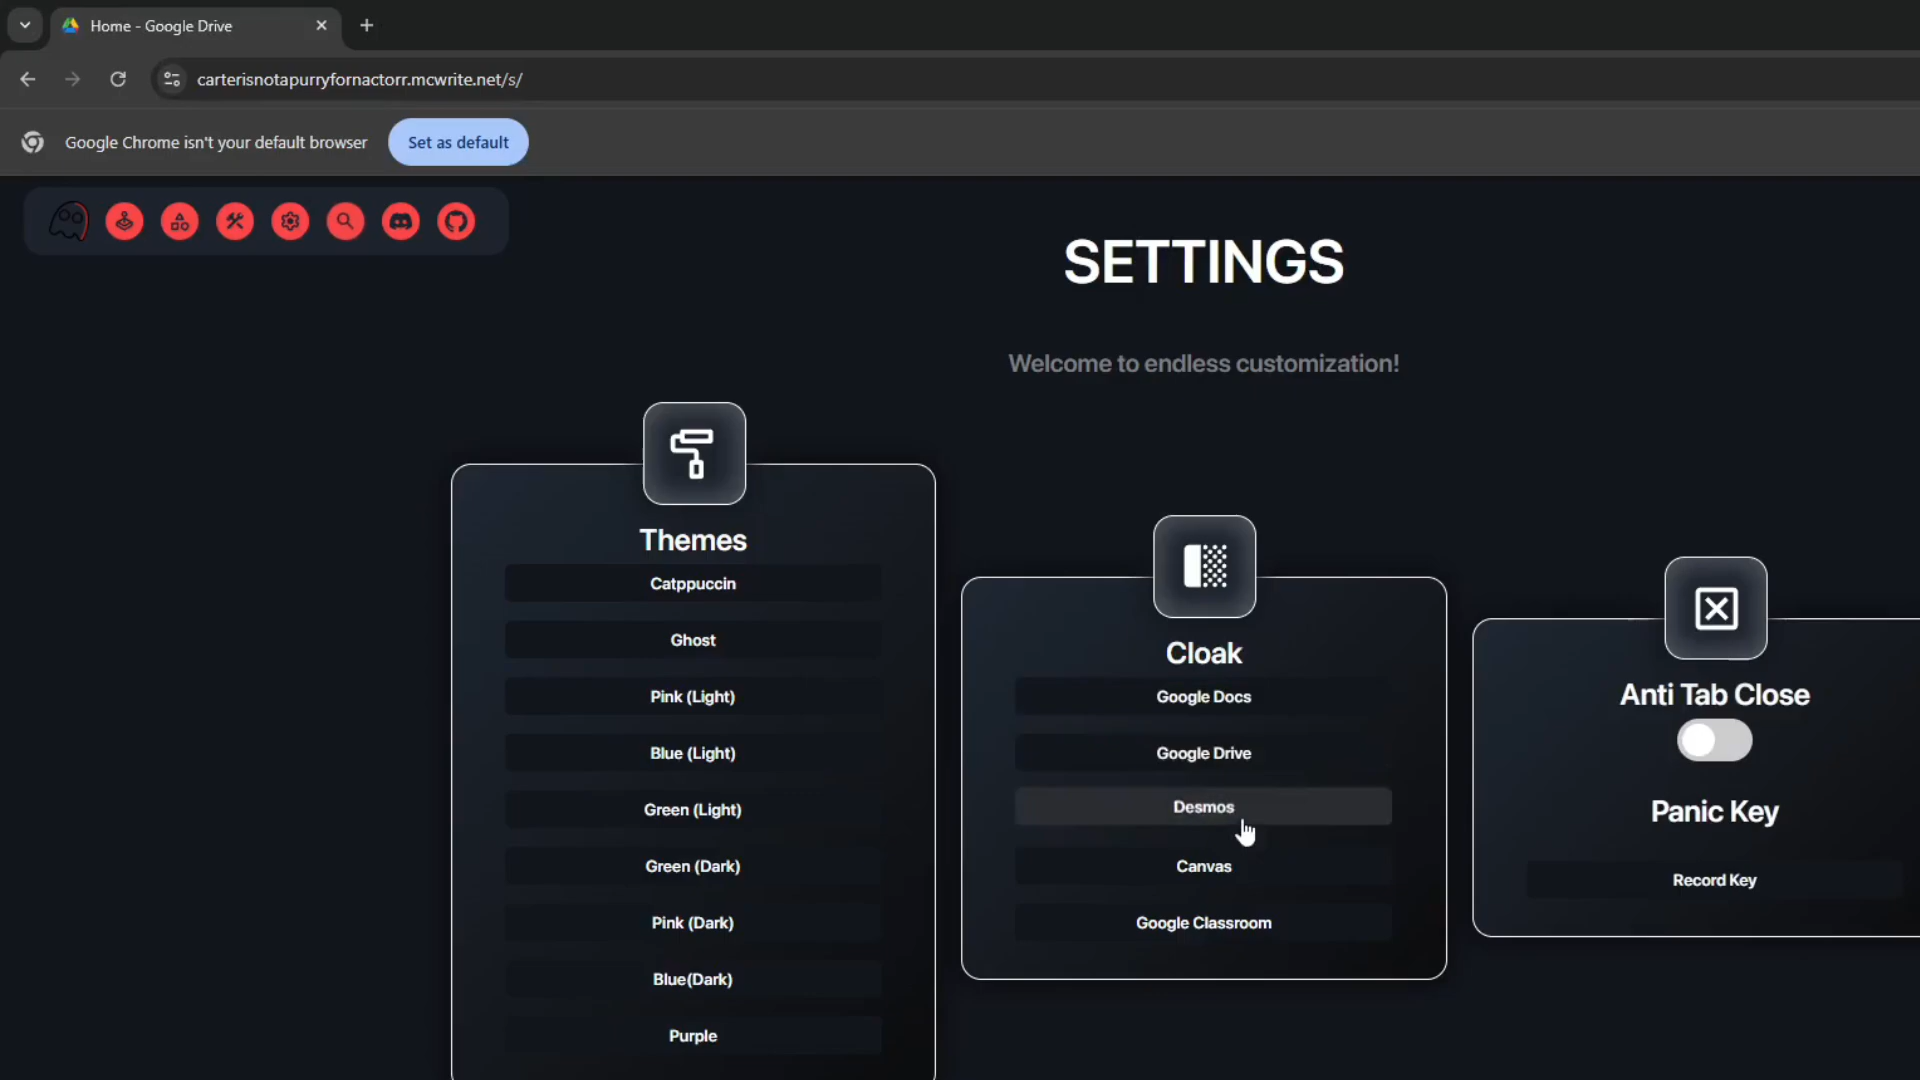 Home - Google Drive
carterisnotapurryfornactorr.mcwrite.net/s/
Google Chrome isn't your default browser
Set as default
SETTINGS
Welcome to endless customization!
Themes
Catppuccin
Ghost
Pink (Light)
Blue (Light)
Green (Light)
Green (Dark)
Pink (Dark)
Blue(Dark)
Purple
Cloak
Google Docs
Google Drive
Desmos
Canvas
Google Classroom
Anti Tab Close
Panic Key
Record Key